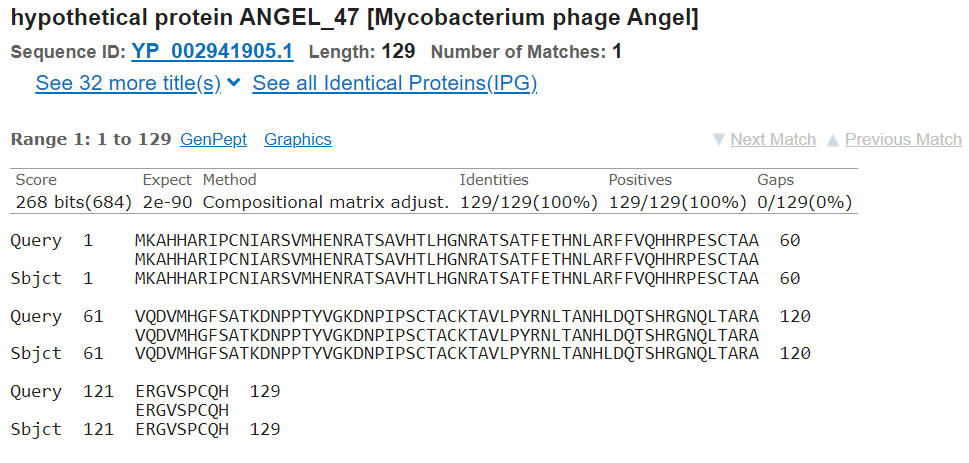 hypothetical protein ANGEL_47 [Mycobacterium phage Angel]
Sequence ID: YP_002941905.1 Length: 129 Number of Matches: 1
See 32 more title(s) See all Identical Proteins(IPG)
Range 1: 1 to 129 GenPept Graphics ▼ Next Match ▲ Previous Match
Score Expect Method Identities Positives Gaps
268 bits(684) 2e-90 Compositional matrix adjust. 129/129(100%) 129/129(100%) 0/129(0%)
Query 1 MKAHHARIPCNIARSVMHENRATSAVHTLHGNRATSATFETHNLARFFVQHHRPESCTAA 60
MKAHHARIPCNIARSVMHENRATSAVHTLHGNRATSATFETHNLARFFVQHHRPESCTAA
Sbjct 1 MKAHHARIPCNIARSVMHENRATSAVHTLHGNRATSATFETHNLARFFVQHHRPESCTAA 60
Query 61 VQDVMHGFSATKDNPPTYVGKDNPIPSCTACKTAVLPYRNLTANHLDQTSHRGNQLTARA 120
VQDVMHGFSATKDNPPTYVGKDNPIPSCTACKTAVLPYRNLTANHLDQTSHRGNQLTARA
Sbjct 61 VQDVMHGFSATKDNPPTYVGKDNPIPSCTACKTAVLPYRNLTANHLDQTSHRGNQLTARA 120
Query 121 ERGVSPCQH 129
ERGVSPCQH
Sbjct 121 ERGVSPCQH 129